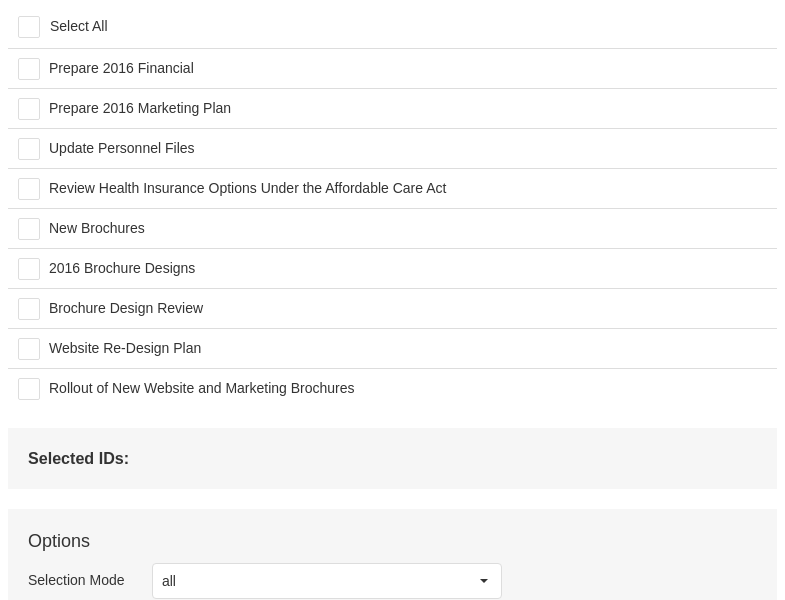 Select All
Prepare 2016 Financial
Prepare 2016 Marketing Plan
Update Personnel Files
Review Health Insurance Options Under the Affordable Care Act
New Brochures
2016 Brochure Designs
Brochure Design Review
Website Re-Design Plan
Rollout of New Website and Marketing Brochures
Selected IDs:
Options
Selection Mode all